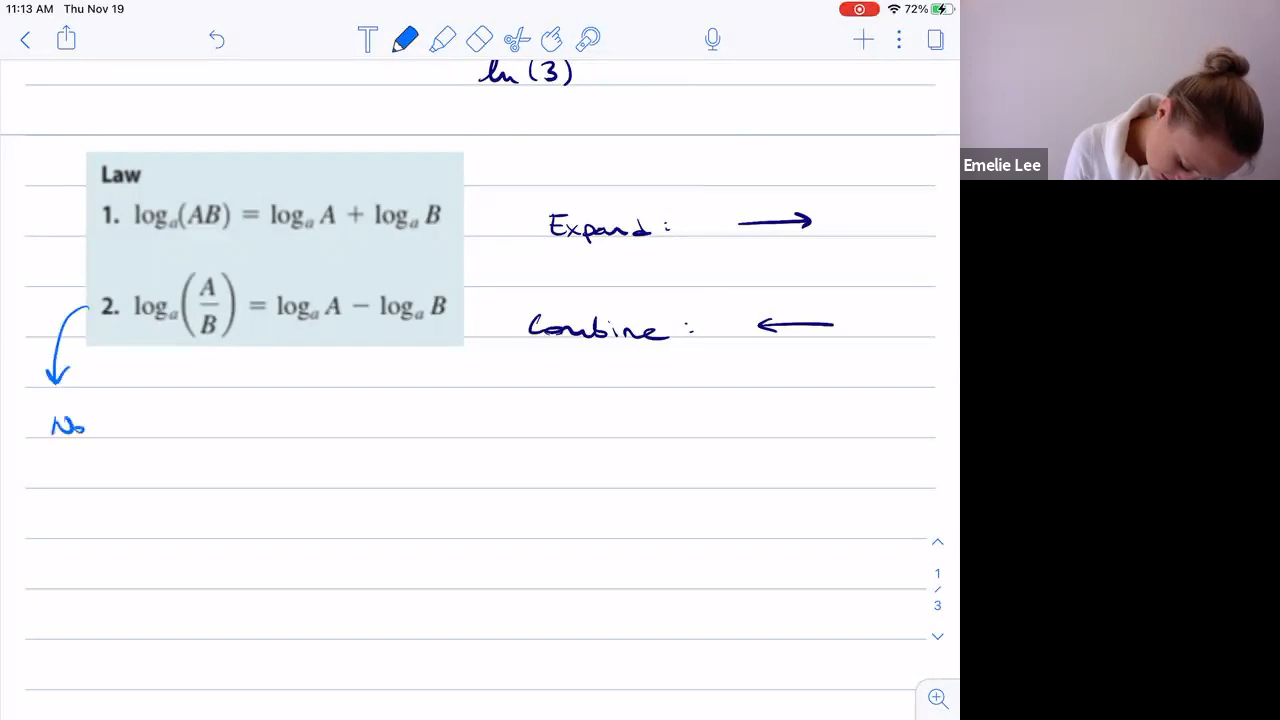 11:13 AM Thu Nov 19
72%
T
ln (3)
Law
1. logₐ(AB) = logₐ A + logₐ B
Expand : →
2. logₐ(A/B) = logₐ A − logₐ B
Combine : ←
No
1
/
3
Emelie Lee